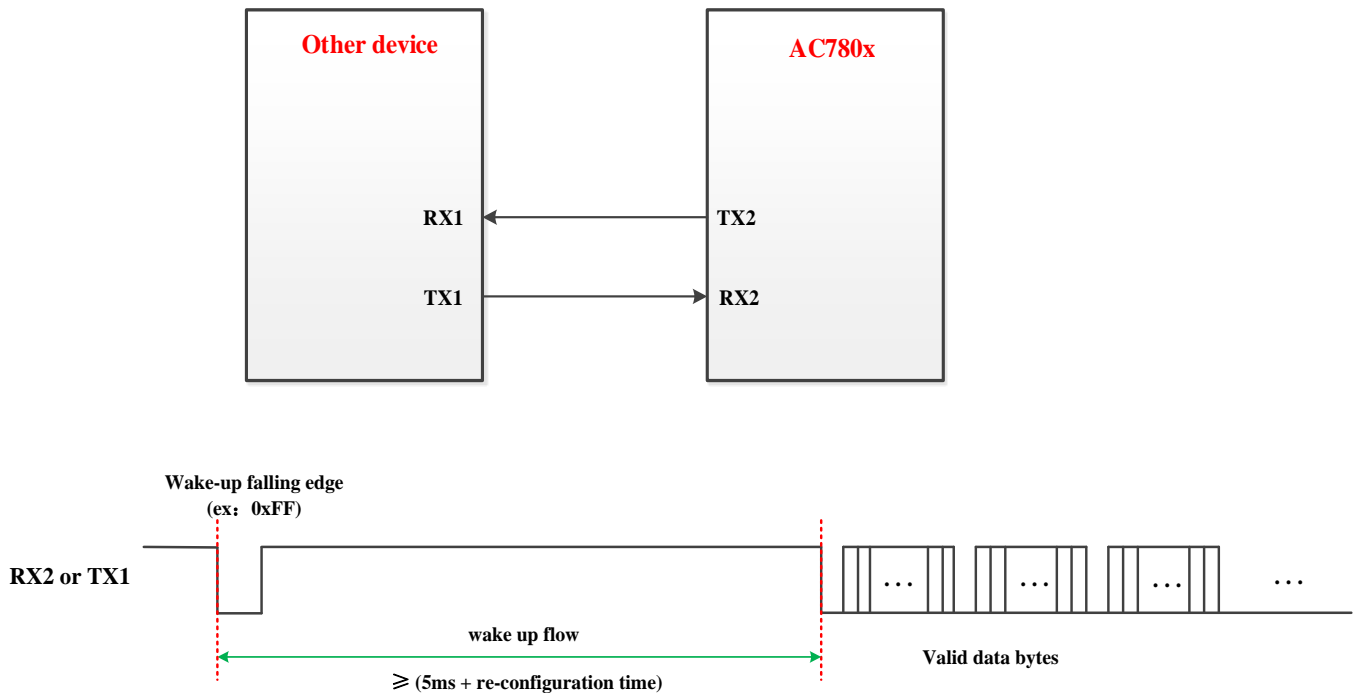 Other device
AC780x
RX1
TX2
TX1
RX2
Wake-up falling edge
(ex：0xFF)
RX2 or TX1
...
...
...
...
wake up flow
Valid data bytes
≥ (5ms + re-configuration time)